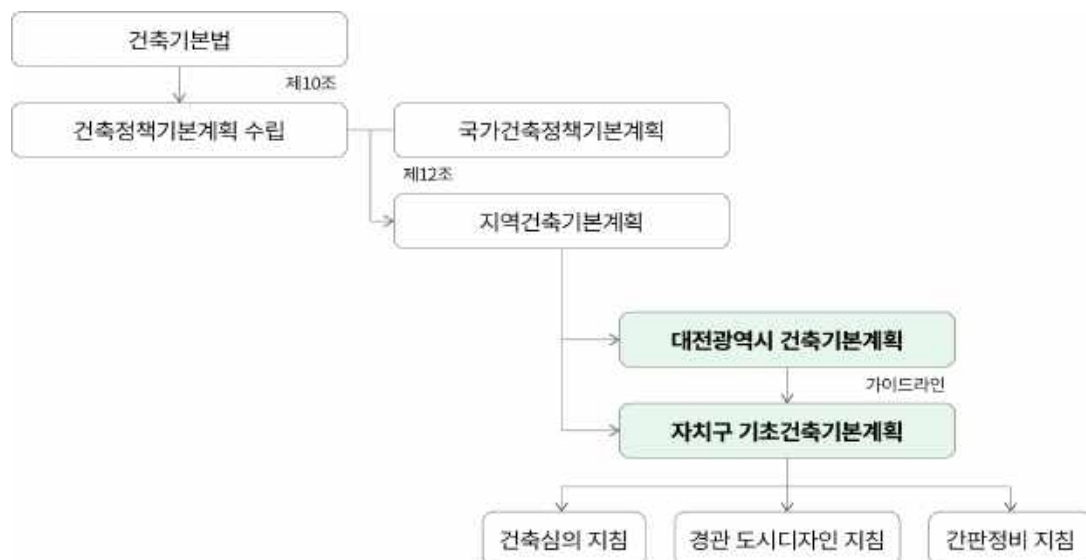 건축기본법
제10조
건축정책기본계획 수립
국가건축정책기본계획
제12조
지역건축기본계획
대전광역시 건축기본계획
가이드라인
자치구 기초건축기본계획
건축심의 지침
경관 도시디자인 지침
간판정비 지침